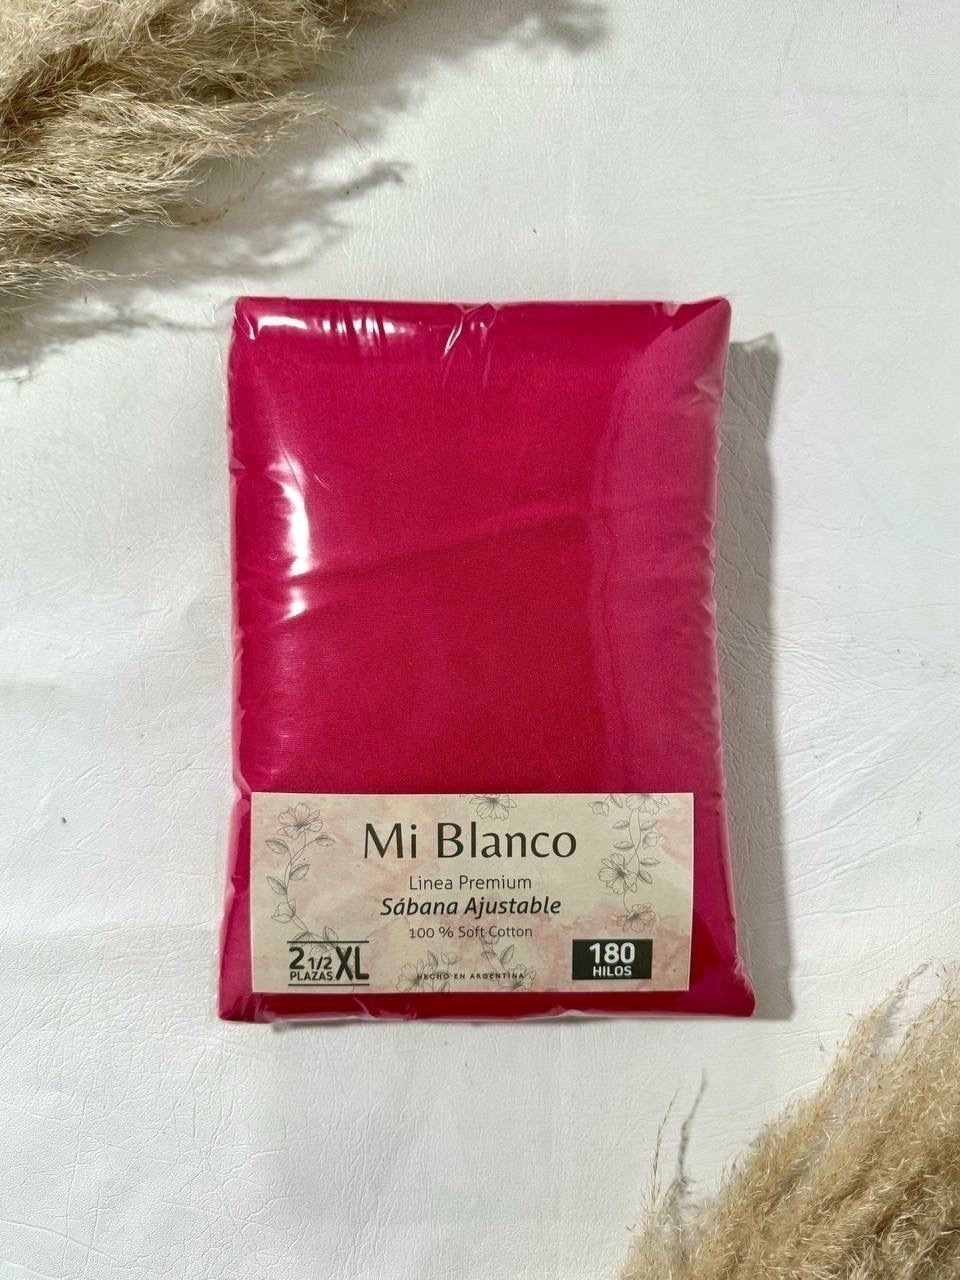 Mi Blanco
Linea Premium
Sábana Ajustable
100 % Soft Cotton
2 1/2 XL
PLAZAS
HECHO EN ARGENTINA
180
HILOS